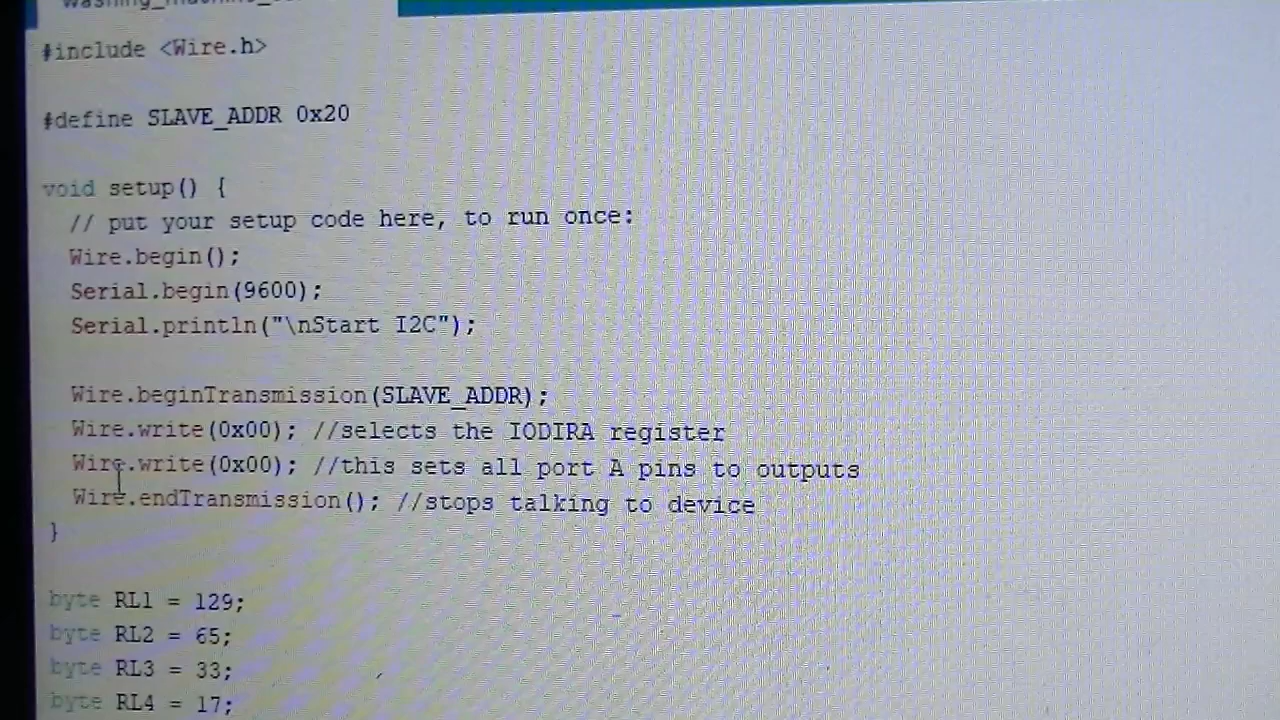 #include <Wire.h>
#define SLAVE_ADDR 0x20
void setup() {
// put your setup code here, to run once:
Wire.begin();
Serial.begin(9600);
Serial.println("\nStart I2C");
Wire.beginTransmission(SLAVE_ADDR);
Wire.write(0x00); //selects the IODIRA register
Wire.write(0x00); //this sets all port A pins to outputs
Wire.endTransmission(); //stops talking to device
}
byte RL1 = 129;
byte RL2 = 65;
byte RL3 = 33;
byte RL4 = 17;